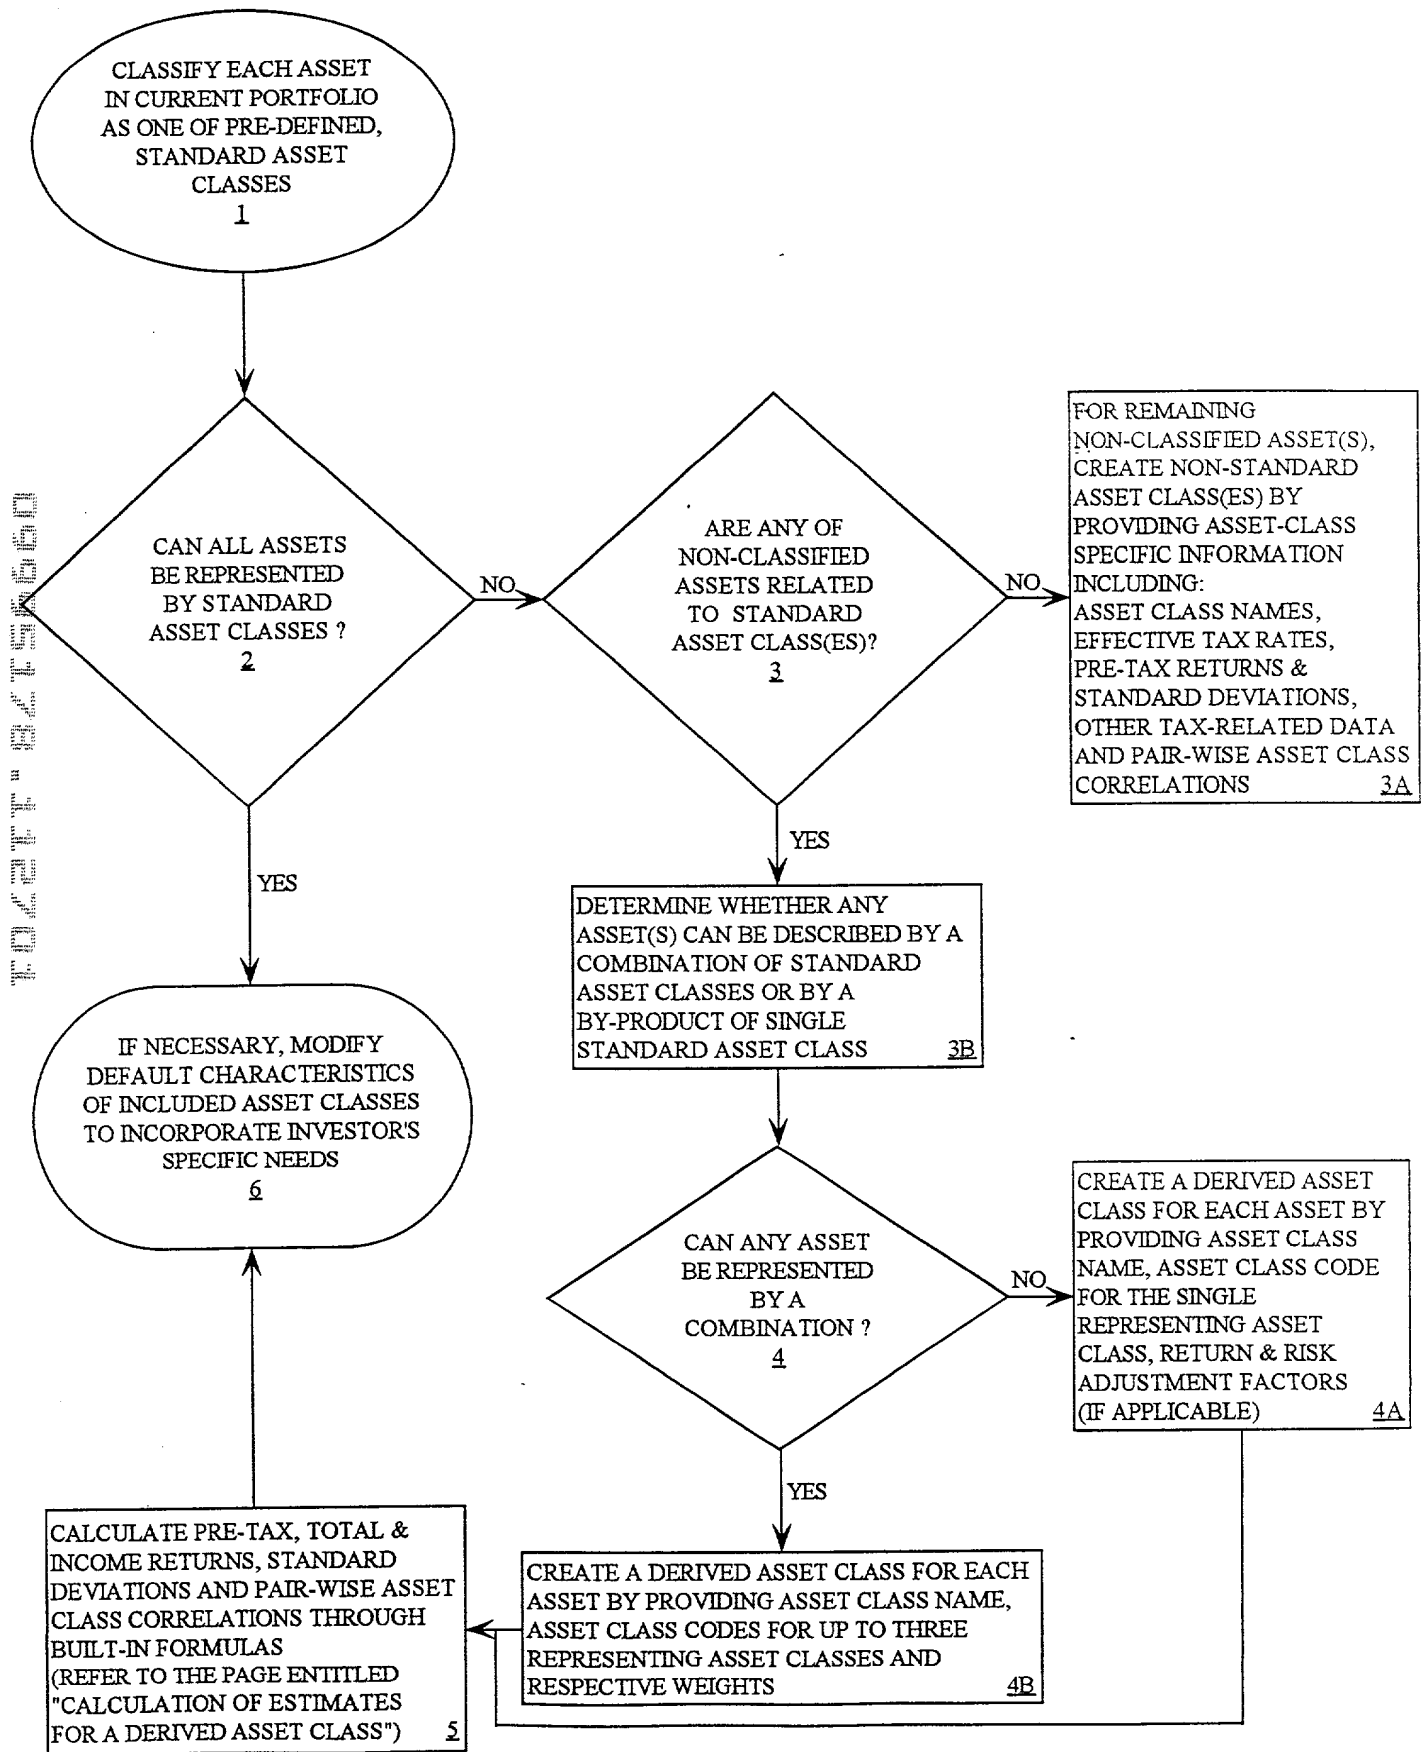 CLASSIFY EACH ASSET
IN CURRENT PORTFOLIO
AS ONE OF PRE-DEFINED,
STANDARD ASSET
CLASSES
1
CAN ALL ASSETS
BE REPRESENTED
BY STANDARD
ASSET CLASSES ?
2
NO
ARE ANY OF
NON-CLASSIFIED
ASSETS RELATED
TO STANDARD
ASSET CLASS(ES)?
3
NO
FOR REMAINING
NON-CLASSIFIED ASSET(S),
CREATE NON-STANDARD
ASSET CLASS(ES) BY
PROVIDING ASSET-CLASS
SPECIFIC INFORMATION
INCLUDING:
ASSET CLASS NAMES,
EFFECTIVE TAX RATES,
PRE-TAX RETURNS &
STANDARD DEVIATIONS,
OTHER TAX-RELATED DATA
AND PAIR-WISE ASSET CLASS
CORRELATIONS 3A
YES
YES
DETERMINE WHETHER ANY
ASSET(S) CAN BE DESCRIBED BY A
COMBINATION OF STANDARD
ASSET CLASSES OR BY A
BY-PRODUCT OF SINGLE
STANDARD ASSET CLASS 3B
IF NECESSARY, MODIFY
DEFAULT CHARACTERISTICS
OF INCLUDED ASSET CLASSES
TO INCORPORATE INVESTOR'S
SPECIFIC NEEDS
6
CAN ANY ASSET
BE REPRESENTED
BY A
COMBINATION ?
4
NO
CREATE A DERIVED ASSET
CLASS FOR EACH ASSET BY
PROVIDING ASSET CLASS
NAME, ASSET CLASS CODE
FOR THE SINGLE
REPRESENTING ASSET
CLASS, RETURN & RISK
ADJUSTMENT FACTORS
(IF APPLICABLE) 4A
YES
CALCULATE PRE-TAX, TOTAL &
INCOME RETURNS, STANDARD
DEVIATIONS AND PAIR-WISE ASSET
CLASS CORRELATIONS THROUGH
BUILT-IN FORMULAS
(REFER TO THE PAGE ENTITLED
"CALCULATION OF ESTIMATES
FOR A DERIVED ASSET CLASS") 5
CREATE A DERIVED ASSET CLASS FOR EACH
ASSET BY PROVIDING ASSET CLASS NAME,
ASSET CLASS CODES FOR UP TO THREE
REPRESENTING ASSET CLASSES AND
RESPECTIVE WEIGHTS 4B